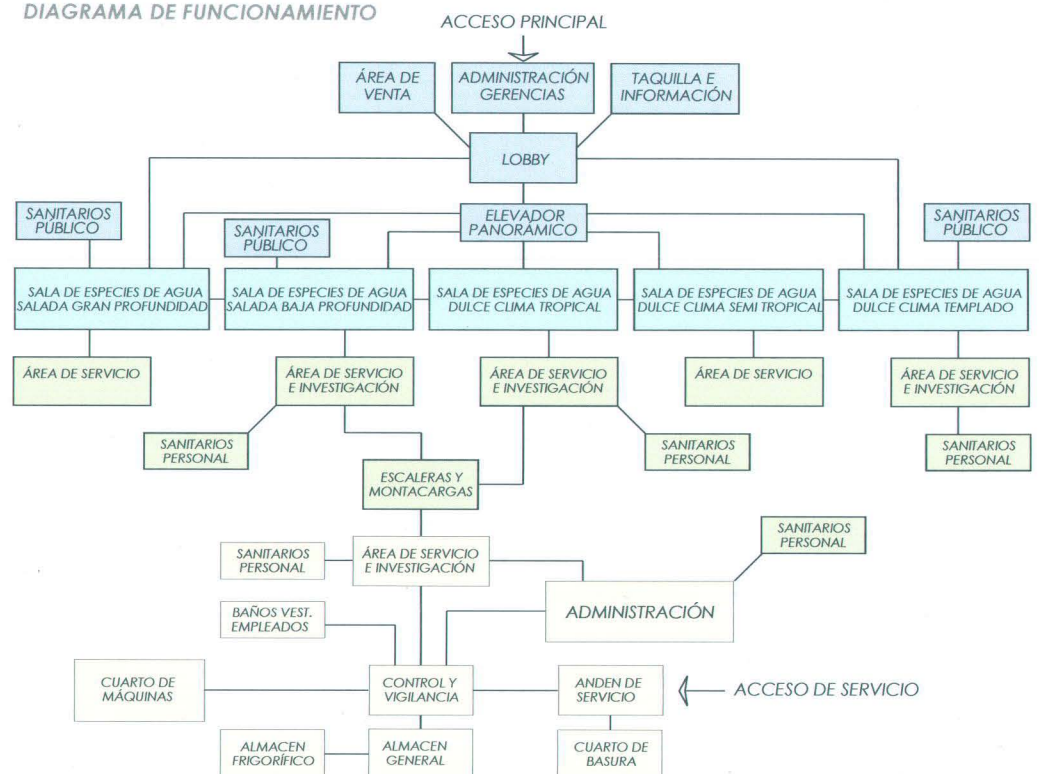 DIAGRAMA DE FUNCIONAMIENTO
ACCESO PRINCIPAL
ÁREA DE
VENTA
ADMINISTRACIÓN
GERENCIAS
TAQUILLA E
INFORMACIÓN
LOBBY
SANITARIOS
PÚBLICO
SANITARIOS
PÚBLICO
ELEVADOR
PANORÁMICO
SANITARIOS
PÚBLICO
SALA DE ESPECIES DE AGUA
SALADA GRAN PROFUNDIDAD
SALA DE ESPECIES DE AGUA
SALADA BAJA PROFUNDIDAD
SALA DE ESPECIES DE AGUA
DULCE CLIMA TROPICAL
SALA DE ESPECIES DE AGUA
DULCE CLIMA SEMI TROPICAL
SALA DE ESPECIES DE AGUA
DULCE CLIMA TEMPLADO
ÁREA DE SERVICIO
ÁREA DE SERVICIO
E INVESTIGACIÓN
ÁREA DE SERVICIO
E INVESTIGACIÓN
ÁREA DE SERVICIO
ÁREA DE SERVICIO
E INVESTIGACIÓN
SANITARIOS
PERSONAL
SANITARIOS
PERSONAL
SANITARIOS
PERSONAL
ESCALERAS Y
MONTACARGAS
SANITARIOS
PERSONAL
SANITARIOS
PERSONAL
ÁREA DE SERVICIO
E INVESTIGACIÓN
BAÑOS VEST.
EMPLEADOS
ADMINISTRACIÓN
CUARTO DE
MÁQUINAS
CONTROL Y
VIGILANCIA
ANDEN DE
SERVICIO
ACCESO DE SERVICIO
ALMACEN
FRIGORÍFICO
ALMACEN
GENERAL
CUARTO DE
BASURA